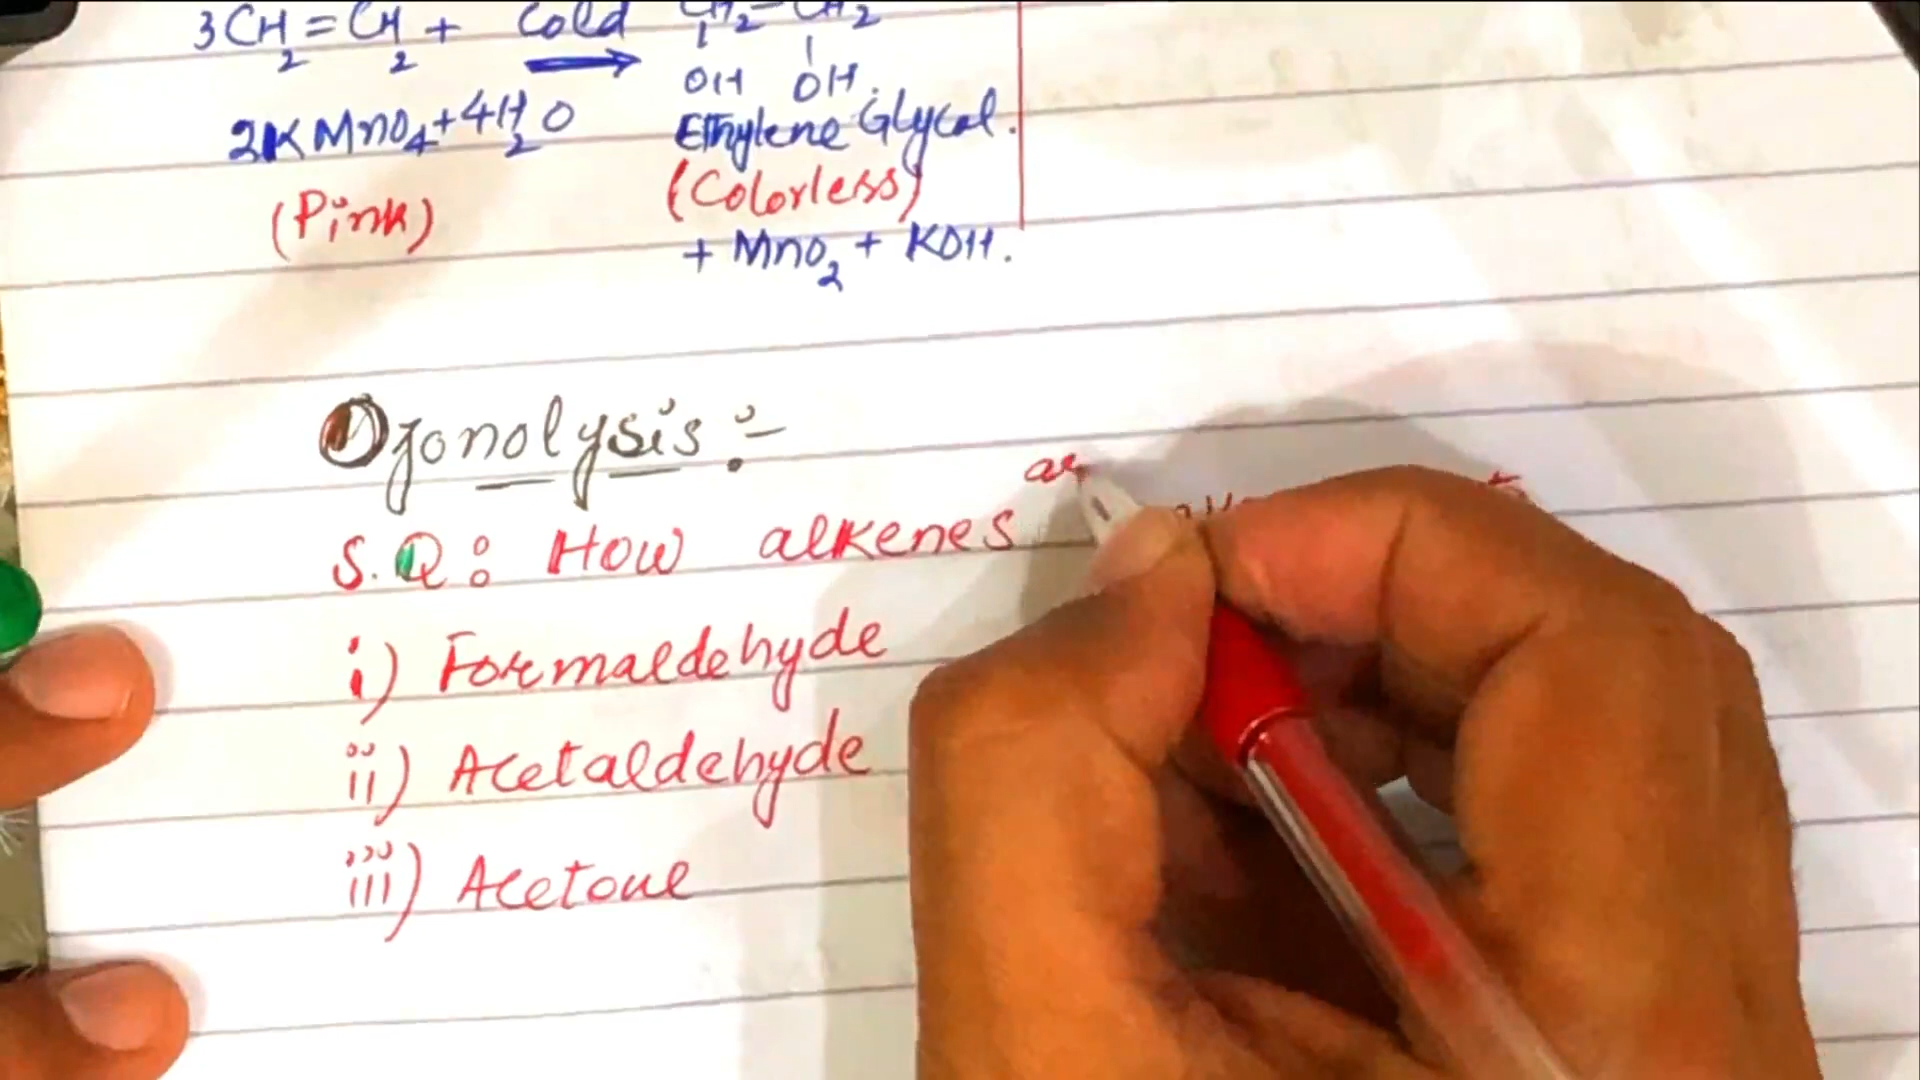 3CH2=CH2 + Cold CH2-CH2
OH OH.
2KMnO4+4H2O Ethylene Glycol.
(Pink) (Colorless)
+ MnO2 + KOH.
Ozonolysis:-
S.Q: How alkenes
i) Formaldehyde
ii) Acetaldehyde
iii) Acetone